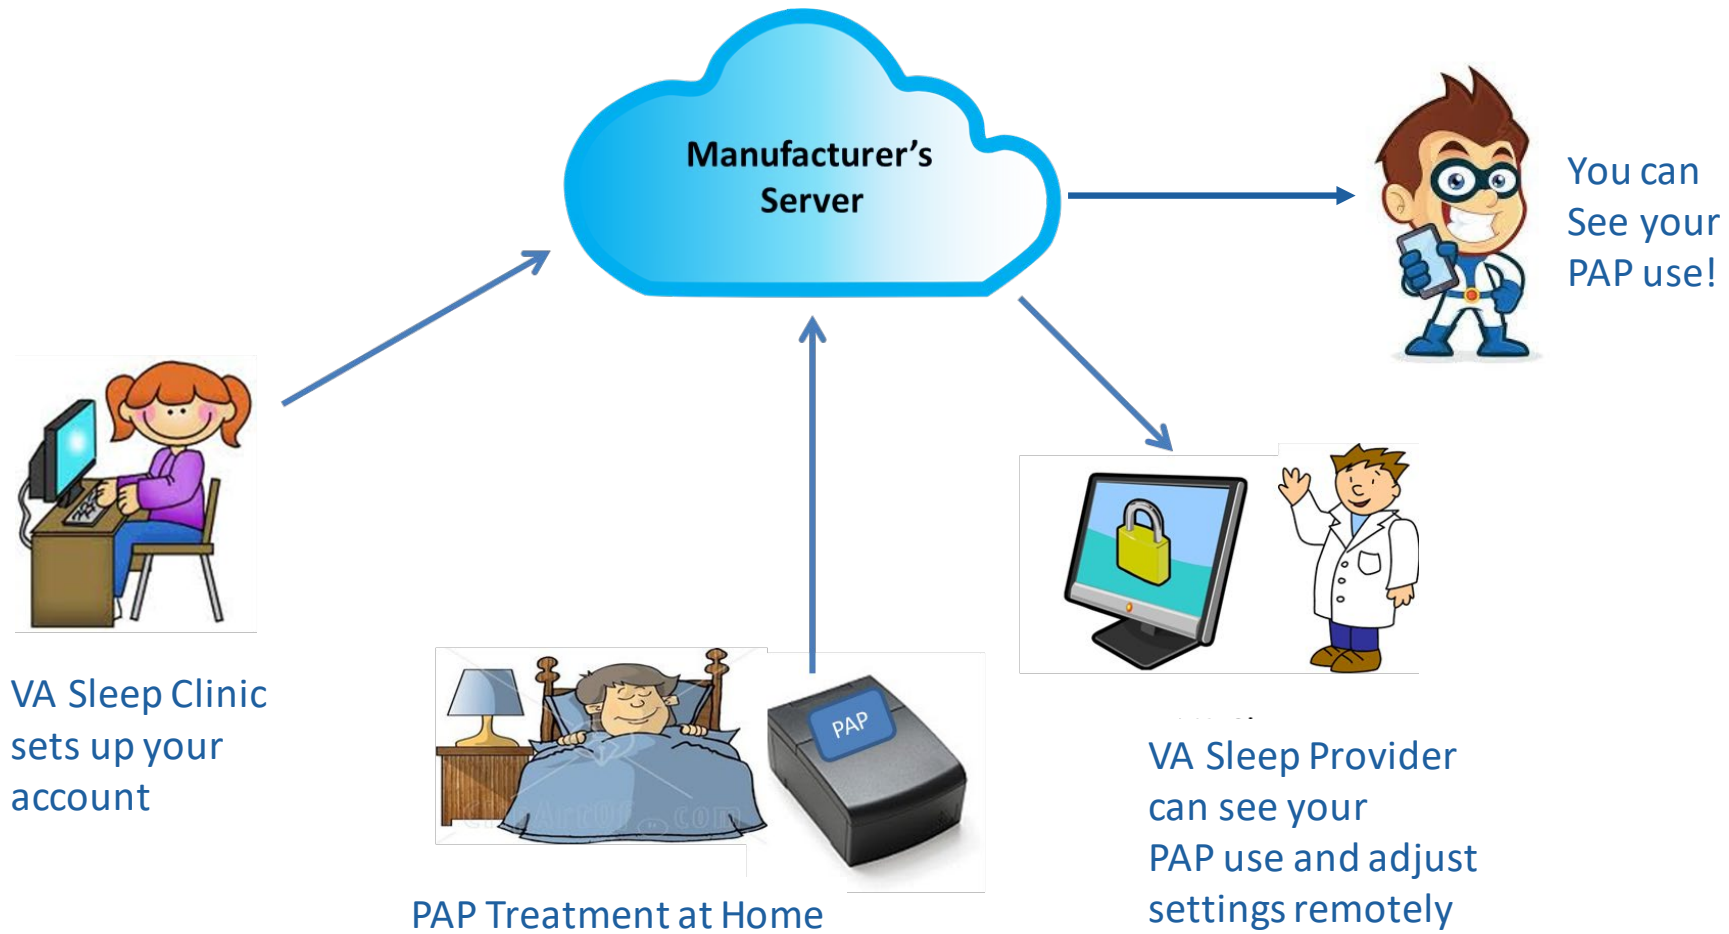 Manufacturer's
Server
You can
See your
PAP use!
VA Sleep Clinic
sets up your
account
PAP
PAP Treatment at Home
VA Sleep Provider
can see your
PAP use and adjust
settings remotely